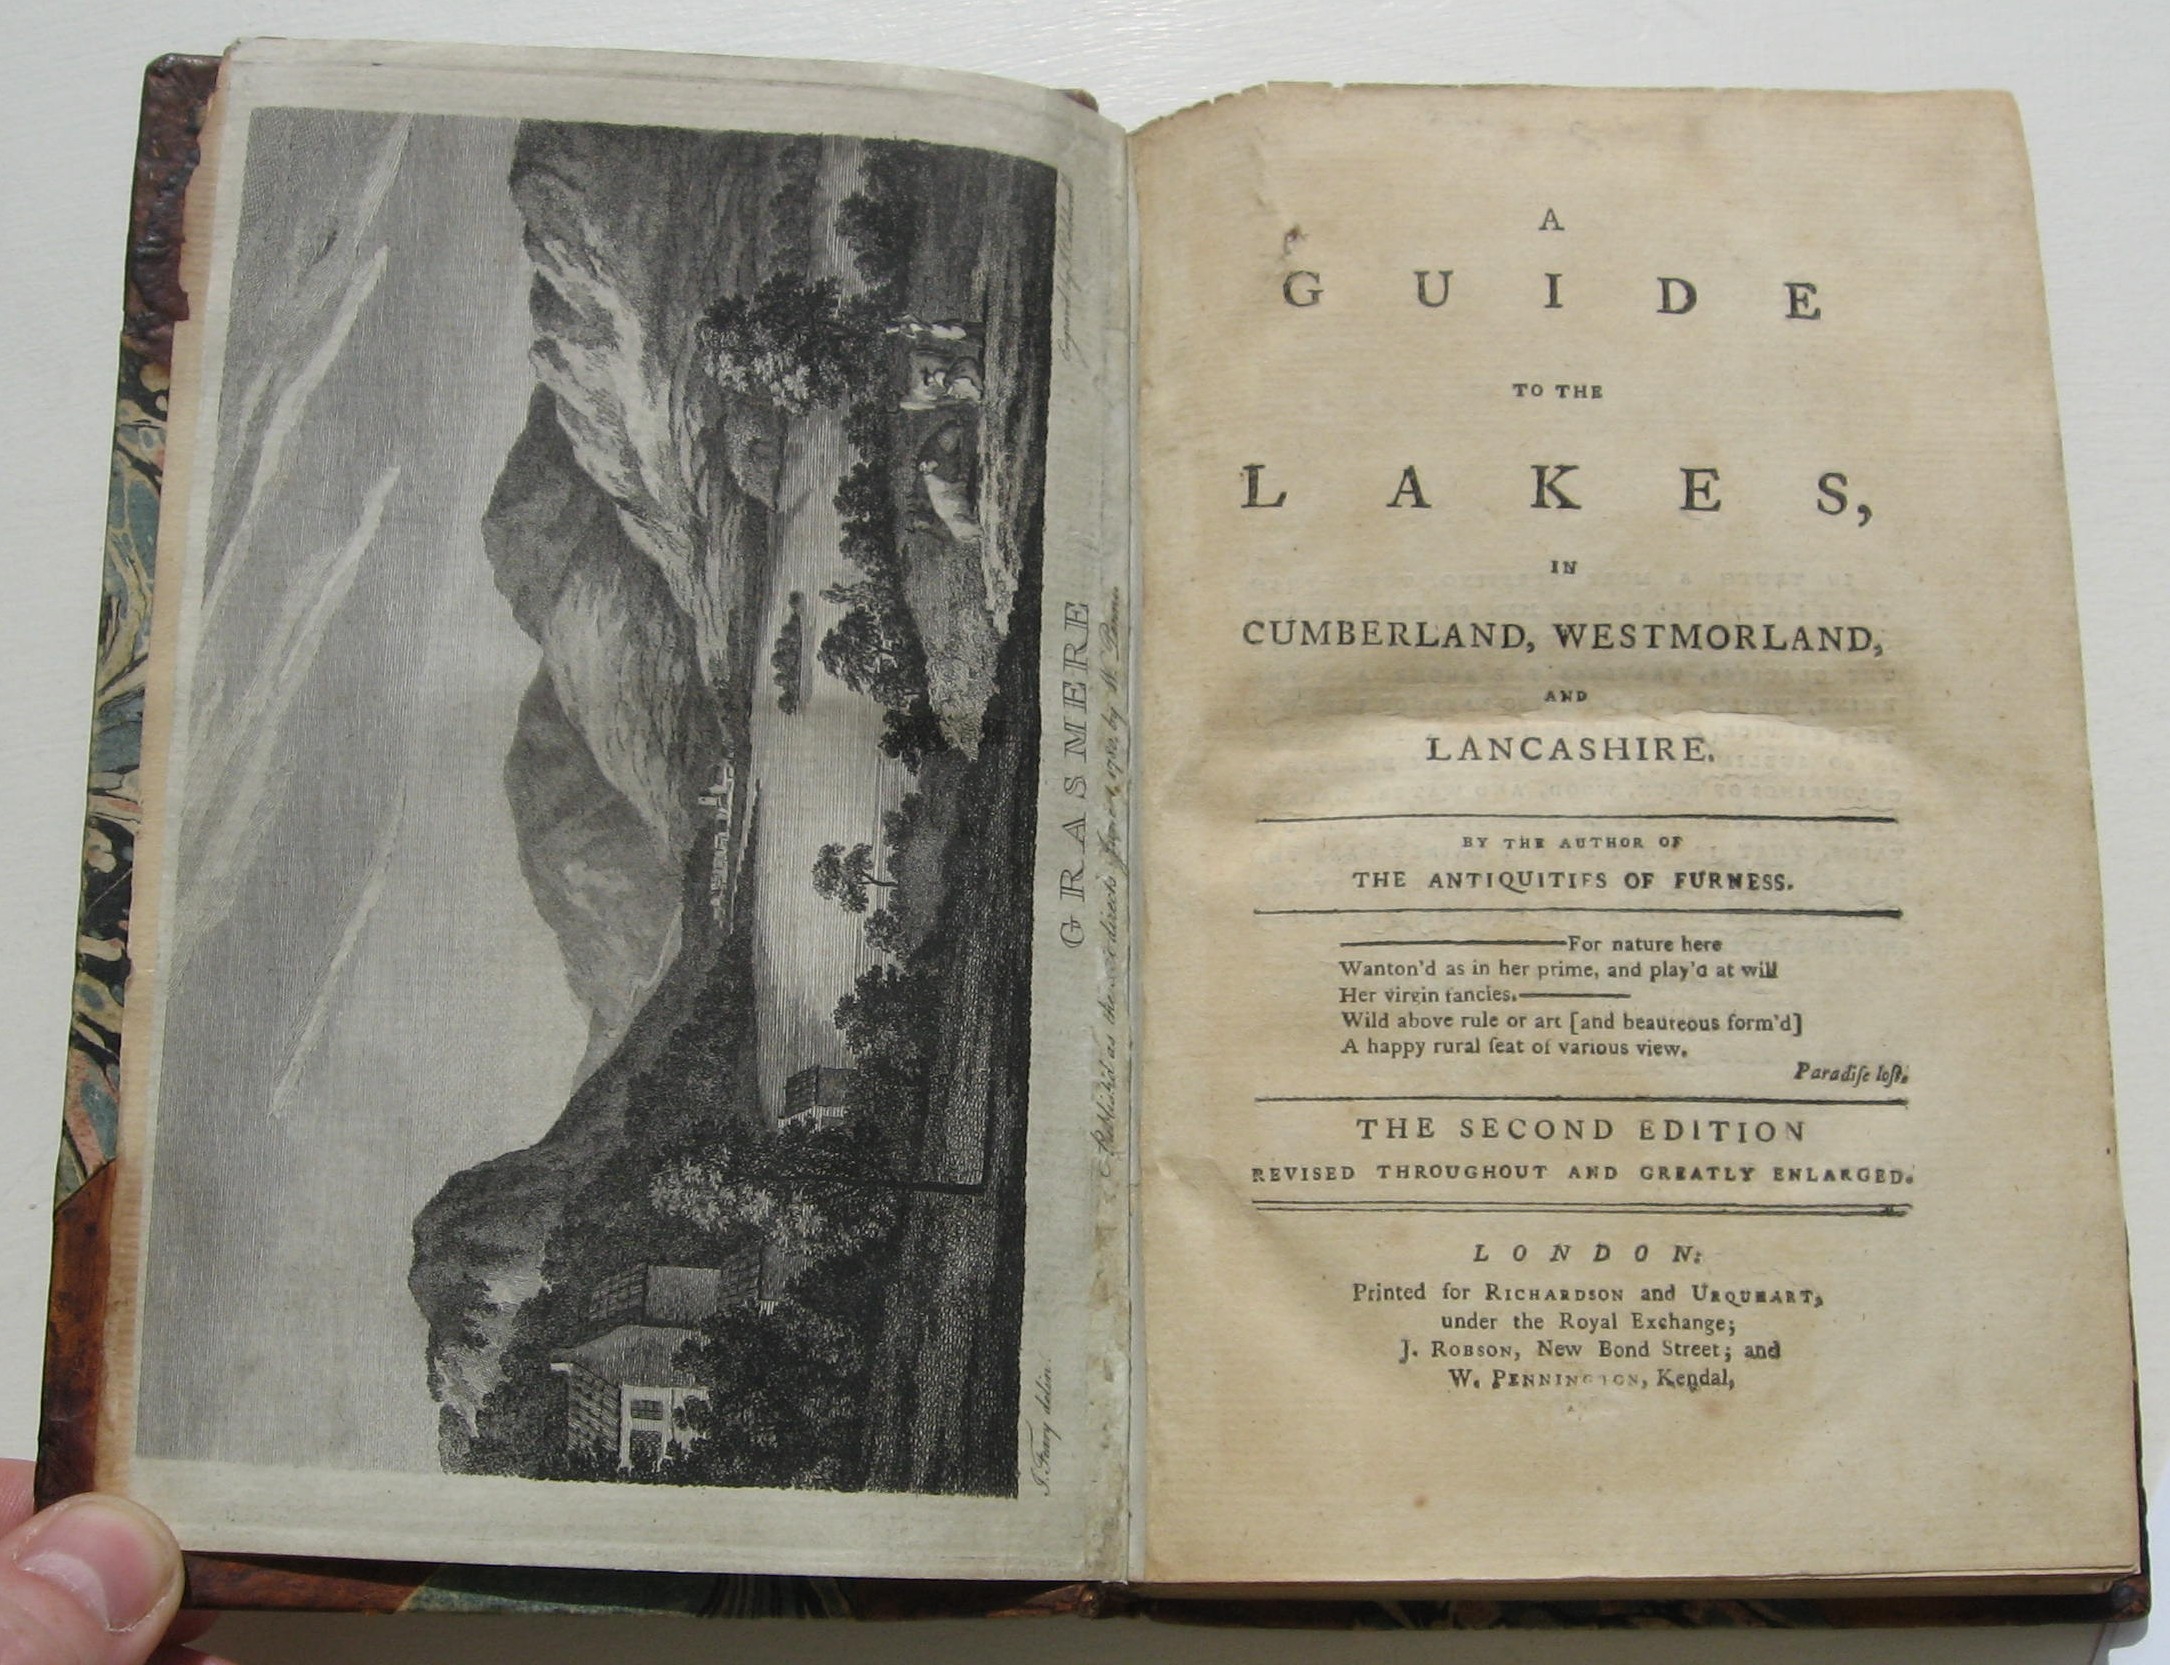 GRASMERE
J. Feary delin.
A
GUIDE
TO THE
LAKES,
IN
CUMBERLAND, WESTMORLAND,
AND
LANCASHIRE.
BY THE AUTHOR OF
THE ANTIQUITIES OF FURNESS.
For nature here
Wanton'd as in her prime, and play'd at will
Her virgin fancies.
Wild above rule or art [and beauteous form'd]
A happy rural ſeat of various view.
Paradiſe loſt.
THE SECOND EDITION
REVISED THROUGHOUT AND GREATLY ENLARGED.
LONDON:
Printed for RICHARDSON and URQUHART,
under the Royal Exchange;
J. ROBSON, New Bond Street; and
W. PENNINGTON, Kendal,